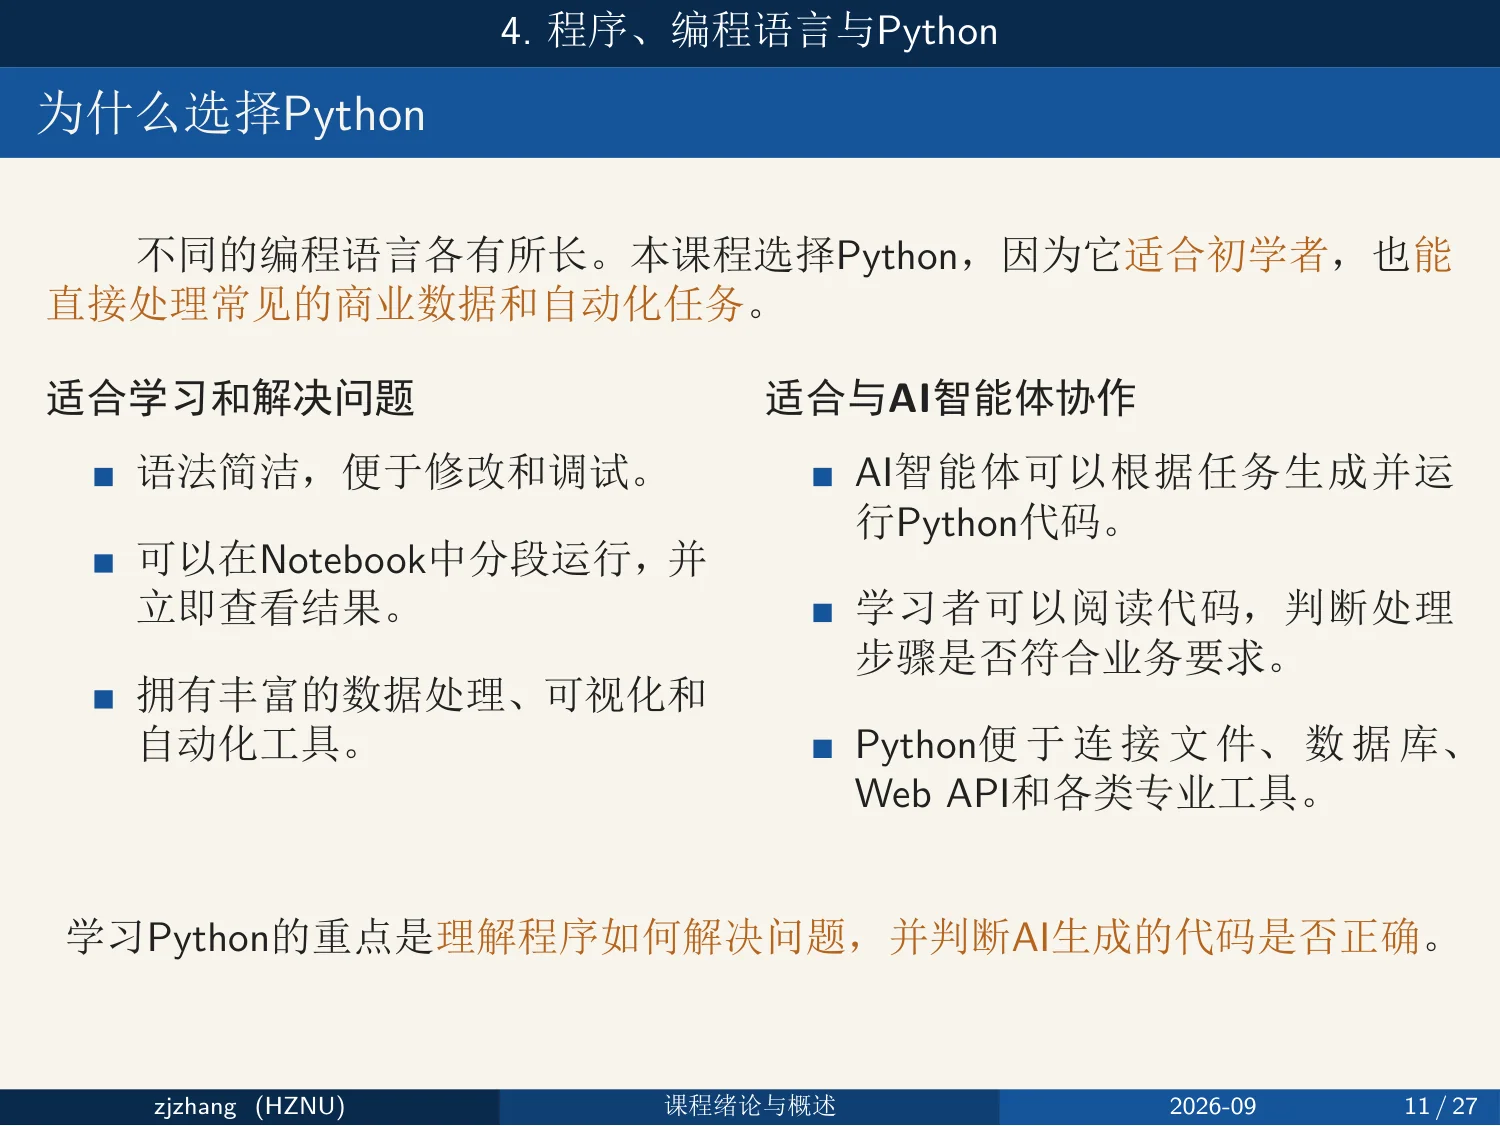 4. 程序、编程语言与Python
为什么选择Python
不同的编程语言各有所长。本课程选择Python，因为它适合初学者，也能
直接处理常见的商业数据和自动化任务。
适合学习和解决问题
■ 语法简洁，便于修改和调试。
■ 可以在Notebook中分段运行，并
立即查看结果。
■ 拥有丰富的数据处理、可视化和
自动化工具。
适合与AI智能体协作
■ AI智能体可以根据任务生成并运
行Python代码。
■ 学习者可以阅读代码，判断处理
步骤是否符合业务要求。
■ Python便于连接文件、数据库、
Web API和各类专业工具。
学习Python的重点是理解程序如何解决问题，并判断AI生成的代码是否正确。
zjzhang (HZNU) 课程绪论与概述 2026-09 11 / 27